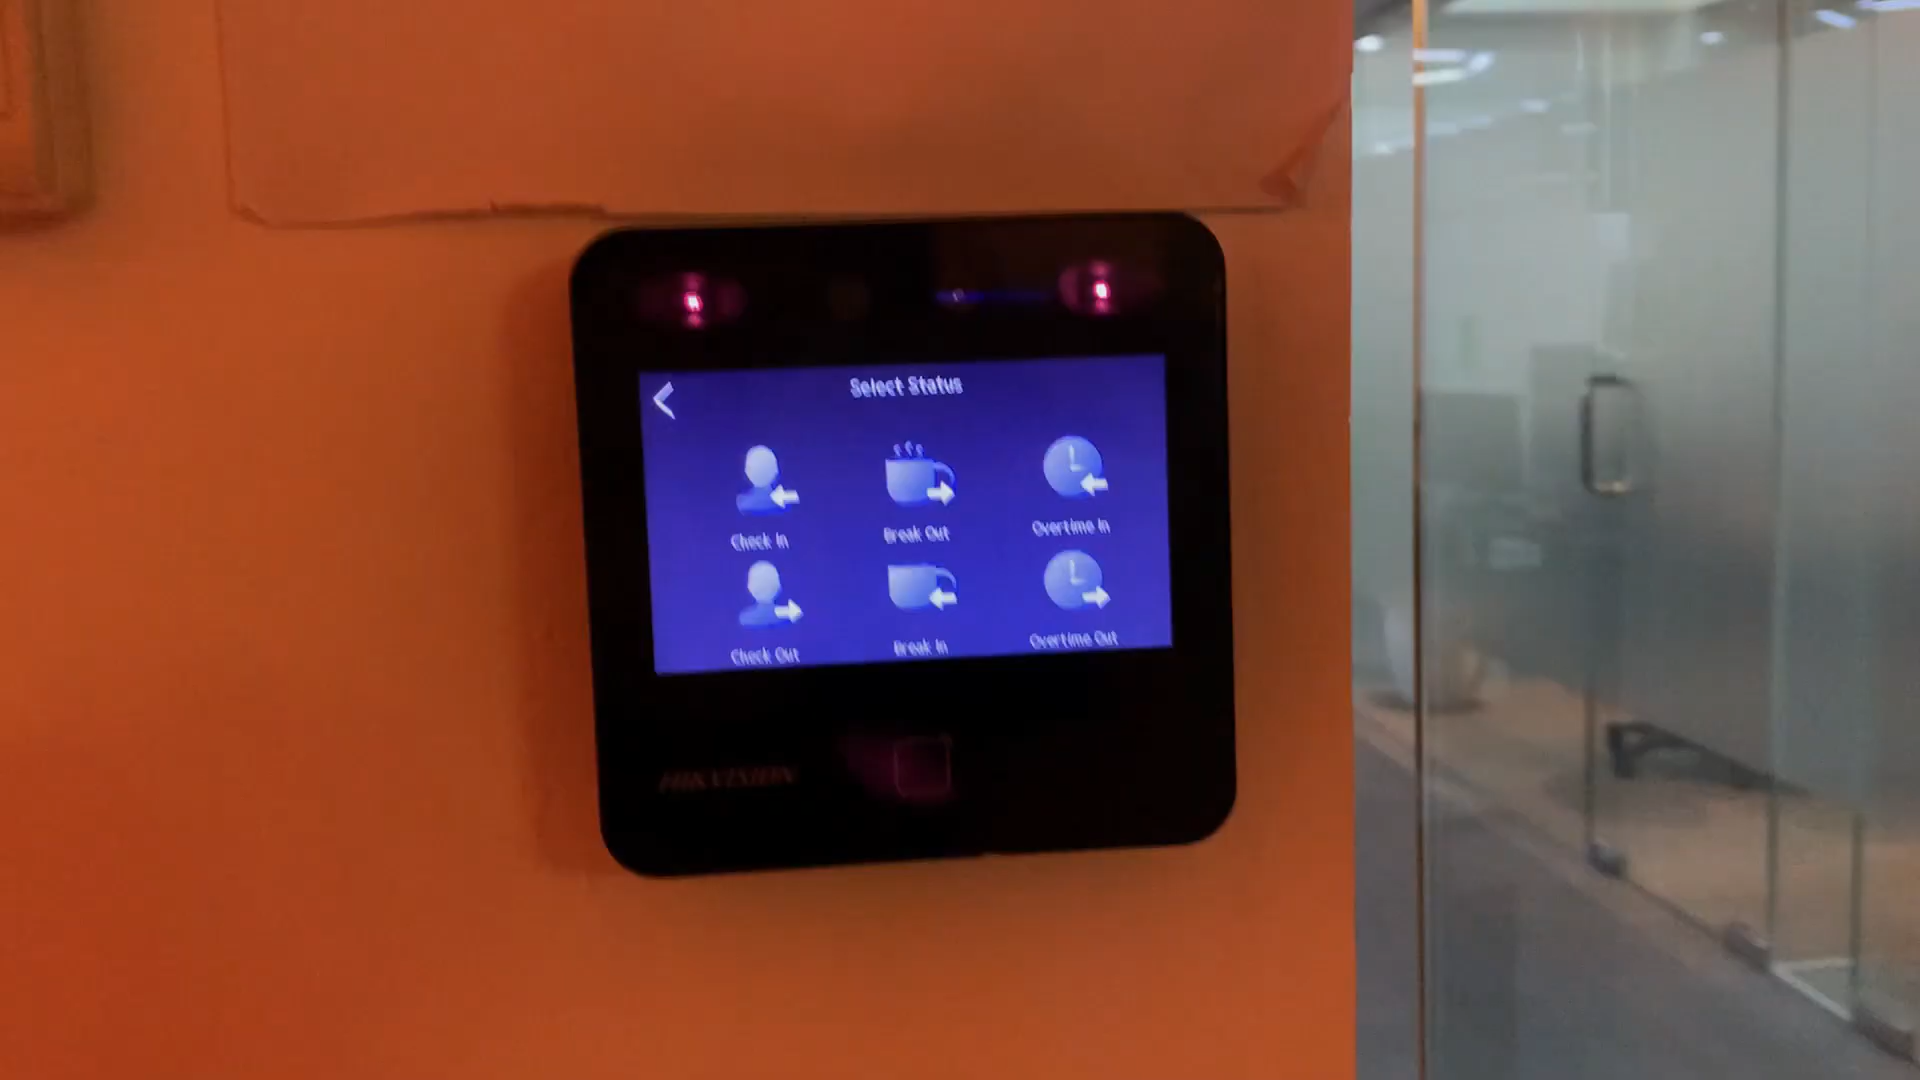 Select Status
Check In
Break Out
Overtime In
Check Out
Break In
Overtime Out
HIKVISION